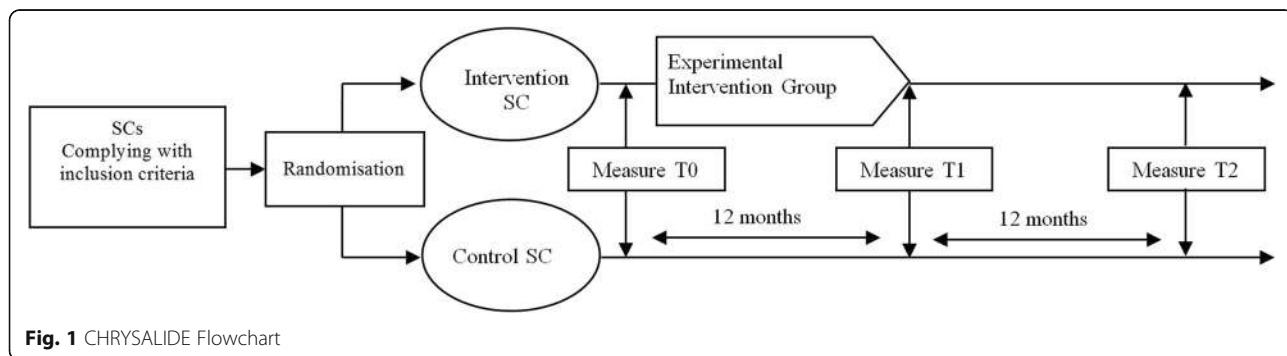 SCs
Complying with
inclusion criteria
Randomisation
Intervention
SC
Control SC
Experimental
Intervention Group
Measure T0
Measure T1
Measure T2
12 months
12 months
Fig. 1 CHRYSALIDE Flowchart